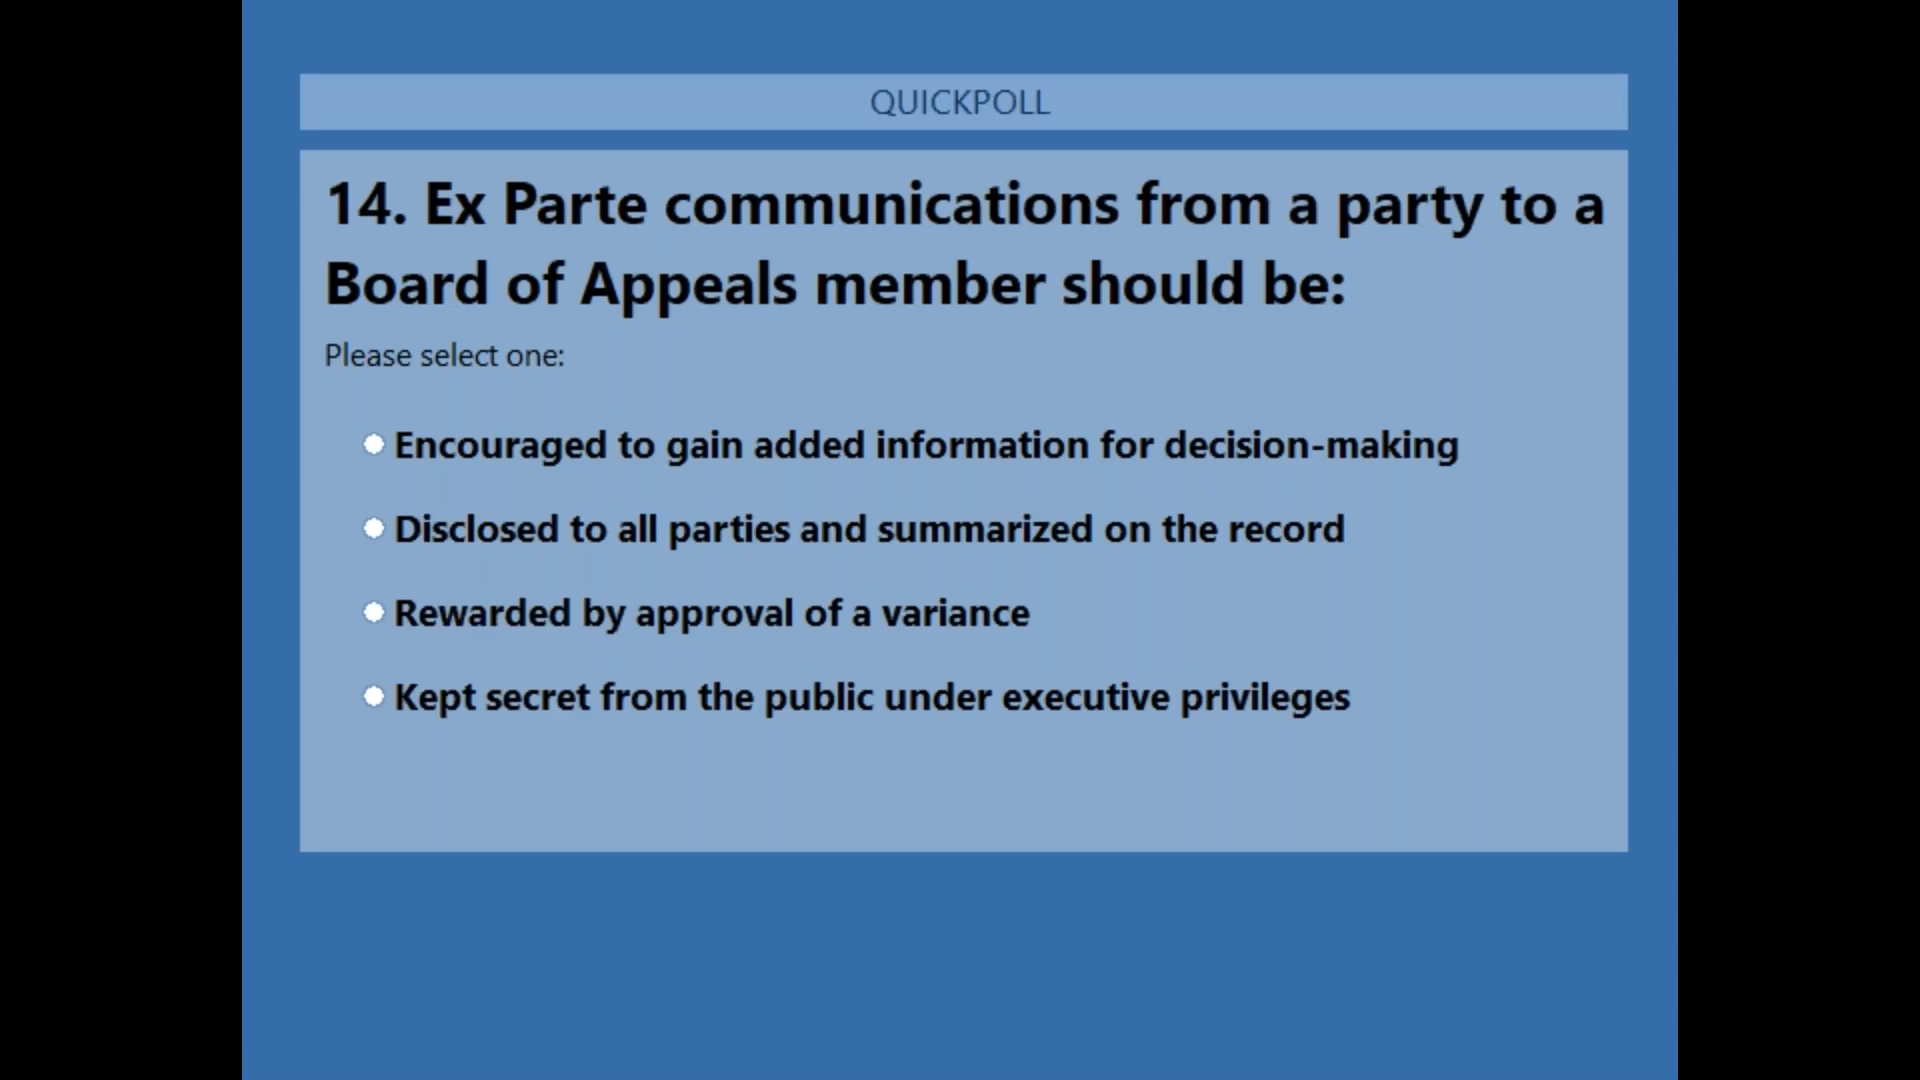 QUICKPOLL
14. Ex Parte communications from a party to a
Board of Appeals member should be:
Please select one:
Encouraged to gain added information for decision-making
Disclosed to all parties and summarized on the record
Rewarded by approval of a variance
Kept secret from the public under executive privileges